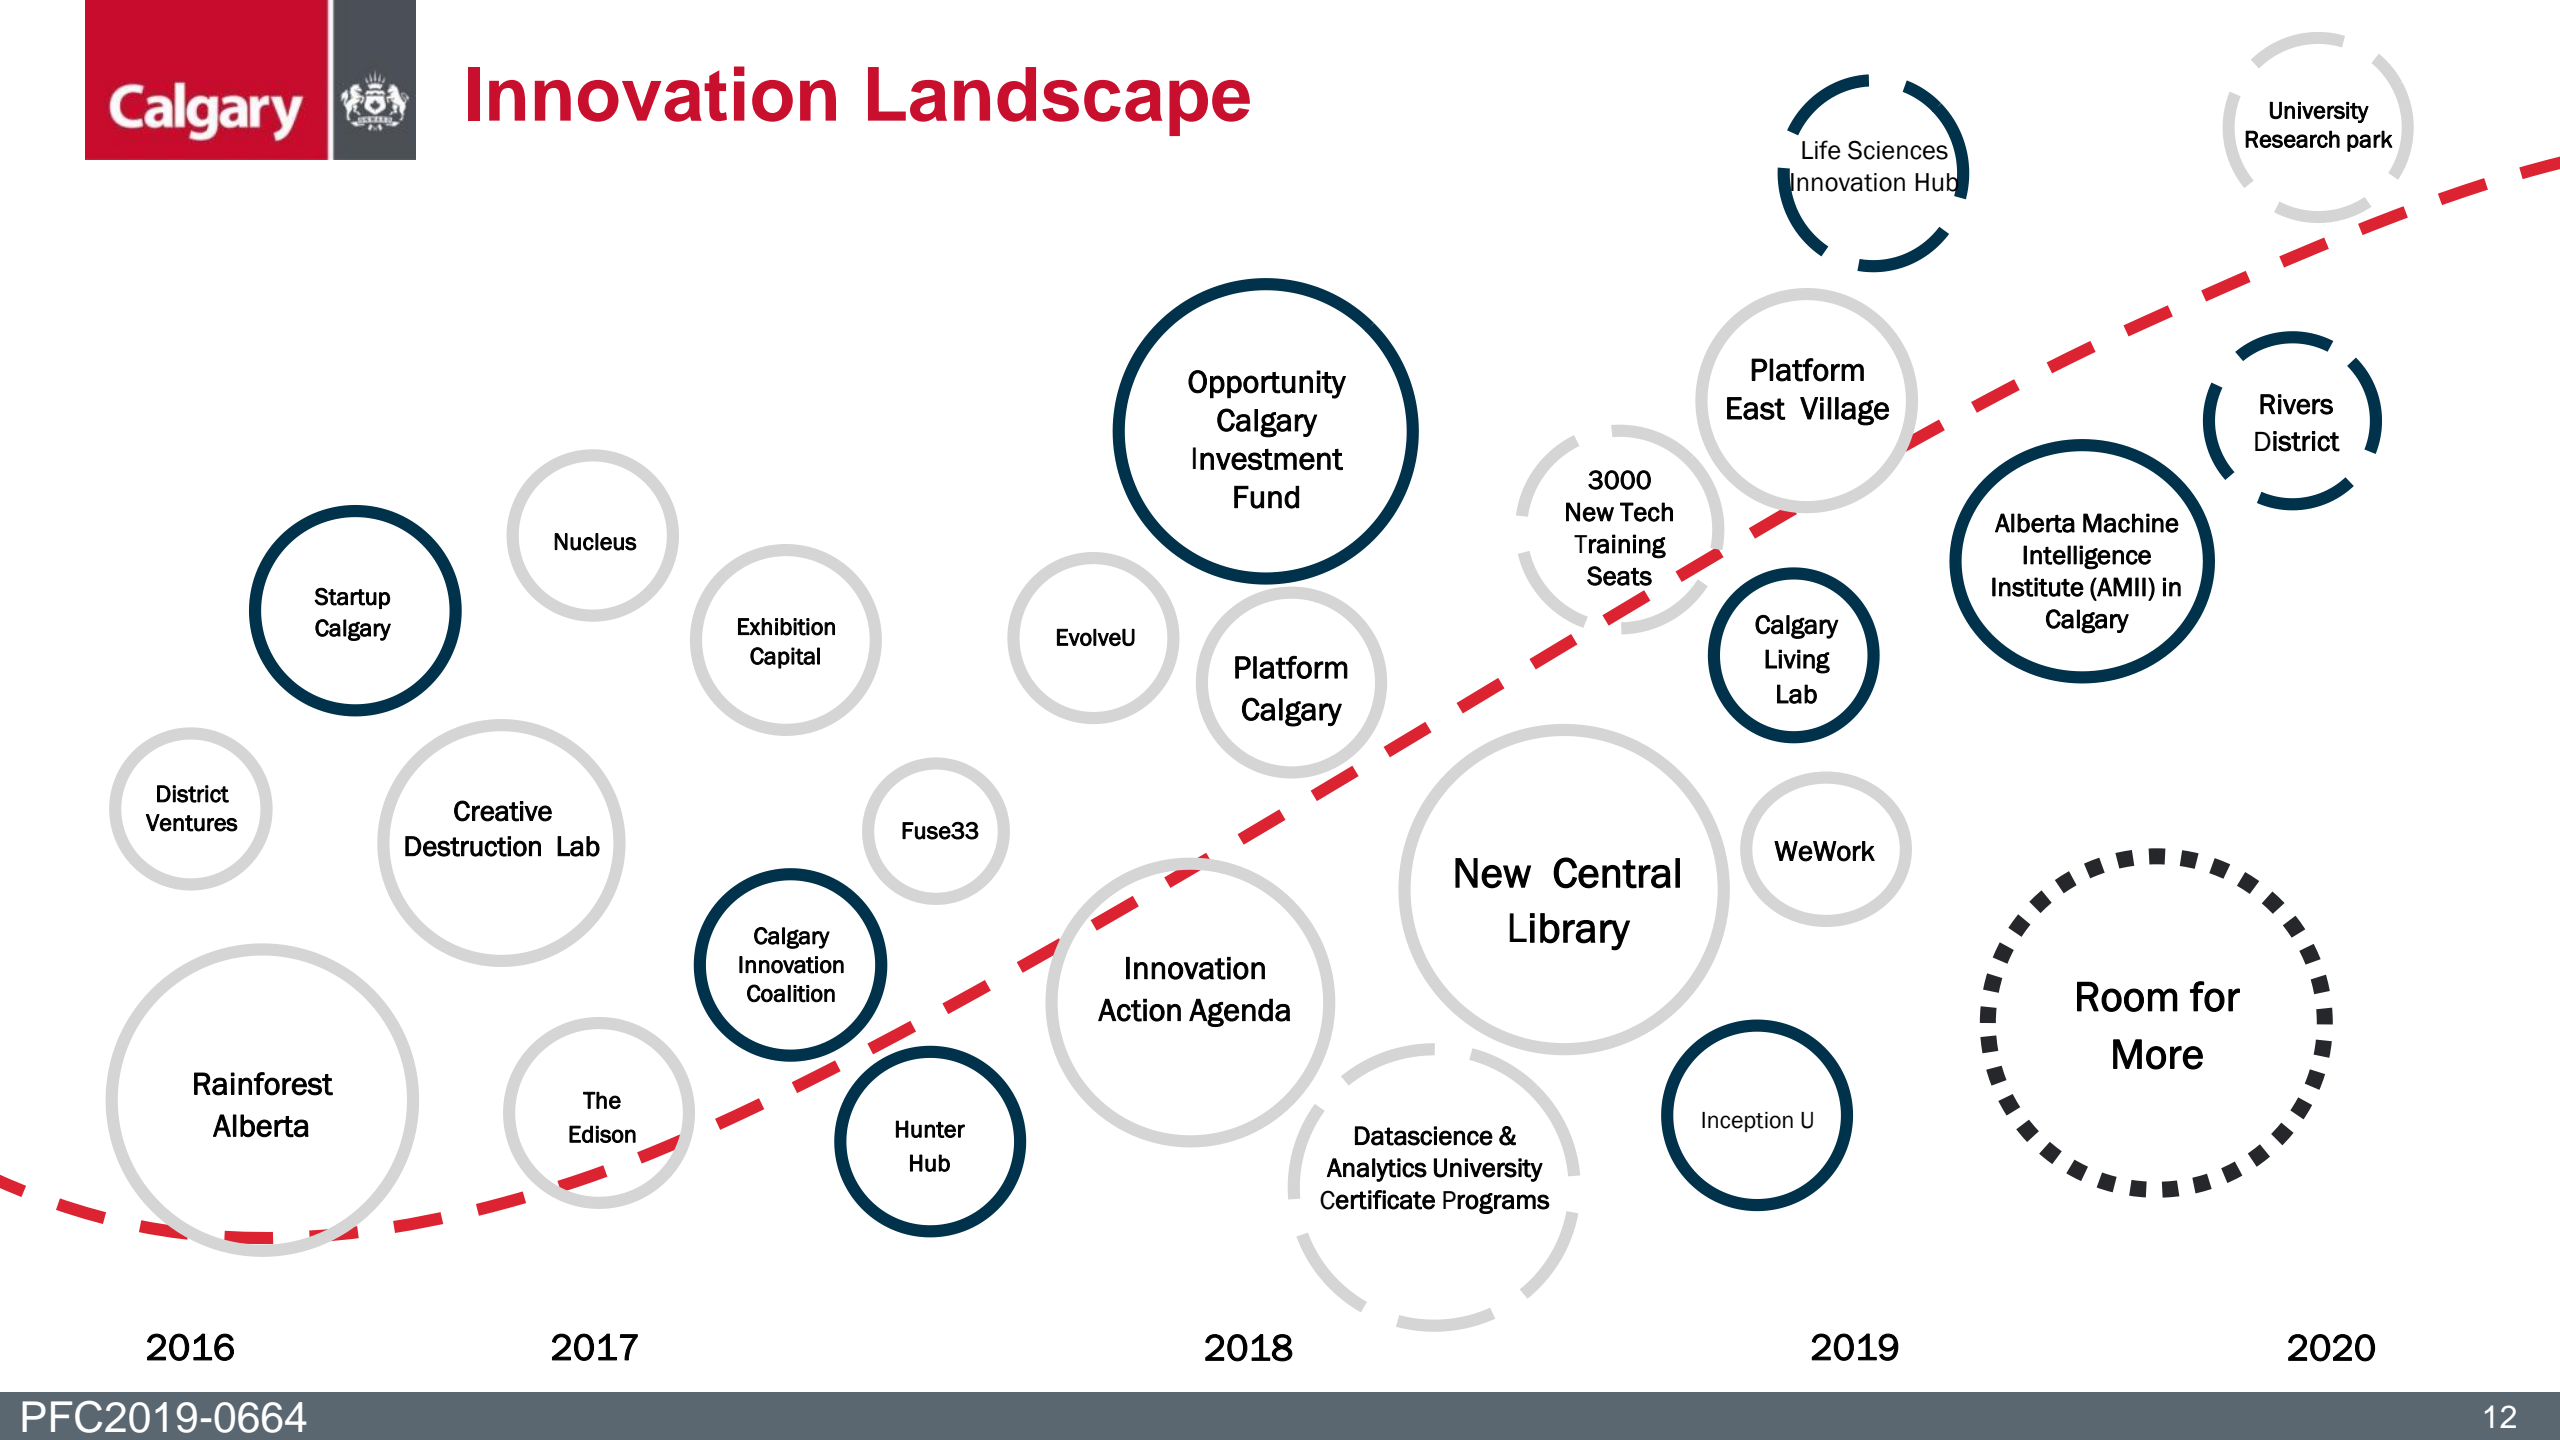 Calgary
Innovation Landscape
University
Research park
Life Sciences
Innovation Hub
Opportunity
Calgary
Investment
Fund
Platform
East Village
Rivers
District
3000
New Tech
Training
Seats
Alberta Machine
Intelligence
Institute (AMII) in
Calgary
Nucleus
Startup
Calgary
Exhibition
Capital
EvolveU
Platform
Calgary
Calgary
Living
Lab
District
Ventures
Creative
Destruction Lab
Fuse33
New Central
Library
WeWork
Calgary
Innovation
Coalition
Innovation
Action Agenda
Room for
More
Rainforest
Alberta
The
Edison
Hunter
Hub
Datascience &
Analytics University
Certificate Programs
Inception U
2016
2017
2018
2019
2020
PFC2019-0664
12